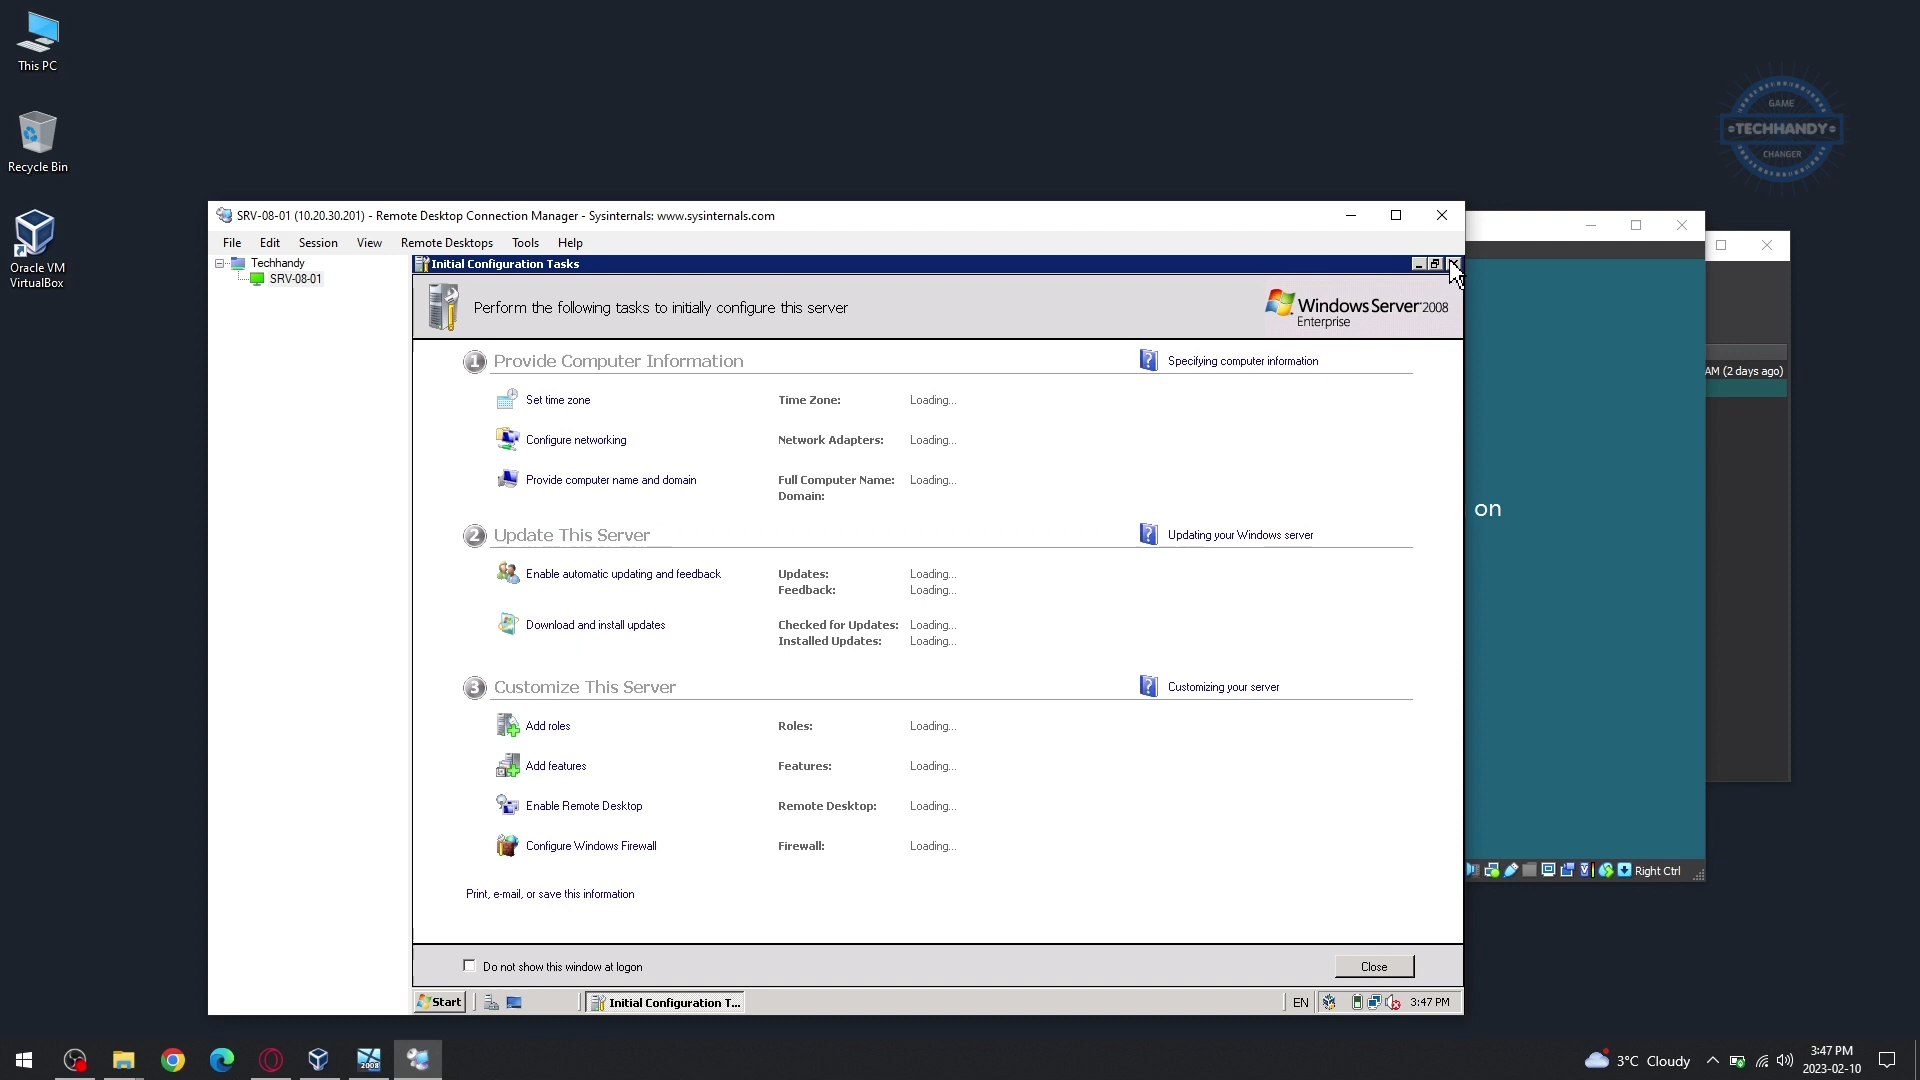 This PC
Recycle Bin
Oracle VM
VirtualBox
GAME
TECHHANDY
CHANGER
SRV-08-01 (10.20.30.201) - Remote Desktop Connection Manager - Sysinternals: www.sysinternals.com
File Edit Session View Remote Desktops Tools Help
Techhandy
SRV-08-01
Initial Configuration Tasks
Perform the following tasks to initially configure this server
Windows Server 2008
Enterprise
1 Provide Computer Information
Specifying computer information
Set time zone Time Zone: Loading...
Configure networking Network Adapters: Loading...
Provide computer name and domain Full Computer Name: Loading...
Domain:
2 Update This Server
Updating your Windows server
Enable automatic updating and feedback Updates: Loading...
Feedback: Loading...
Download and install updates Checked for Updates: Loading...
Installed Updates: Loading...
3 Customize This Server
Customizing your server
Add roles Roles: Loading...
Add features Features: Loading...
Enable Remote Desktop Remote Desktop: Loading...
Configure Windows Firewall Firewall: Loading...
Print, e-mail, or save this information
Do not show this window at logon
Close
Start Initial Configuration T... EN 3:47 PM
AM (2 days ago)
on
Right Ctrl
2008
3°C Cloudy
3:47 PM
2023-02-10